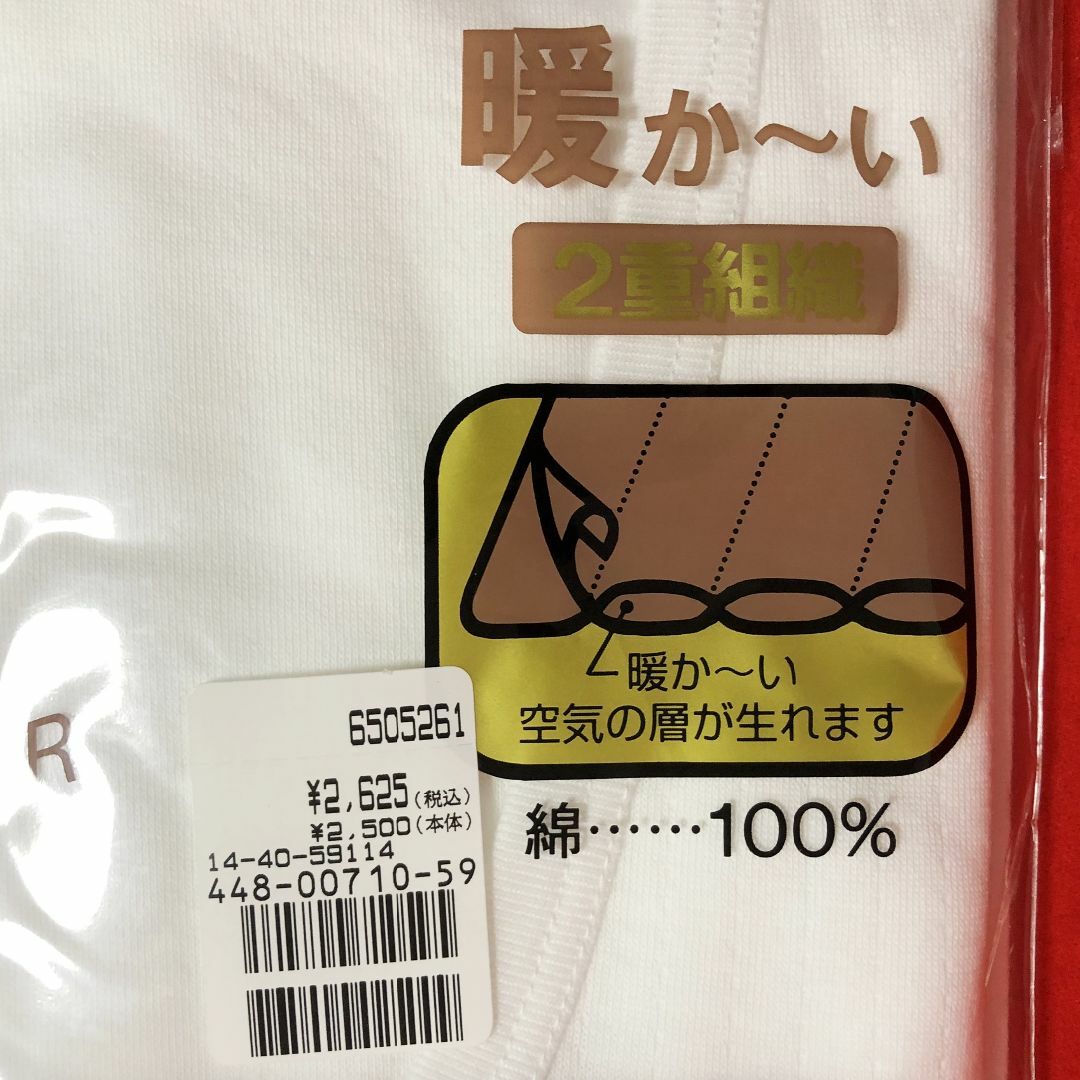 暖か〜い
2重組織
暖か〜い
空気の層が生れます
綿……100%
R
6505261
¥2,625(税込)
¥2,500(本体)
14-40-59114
448-00710-59